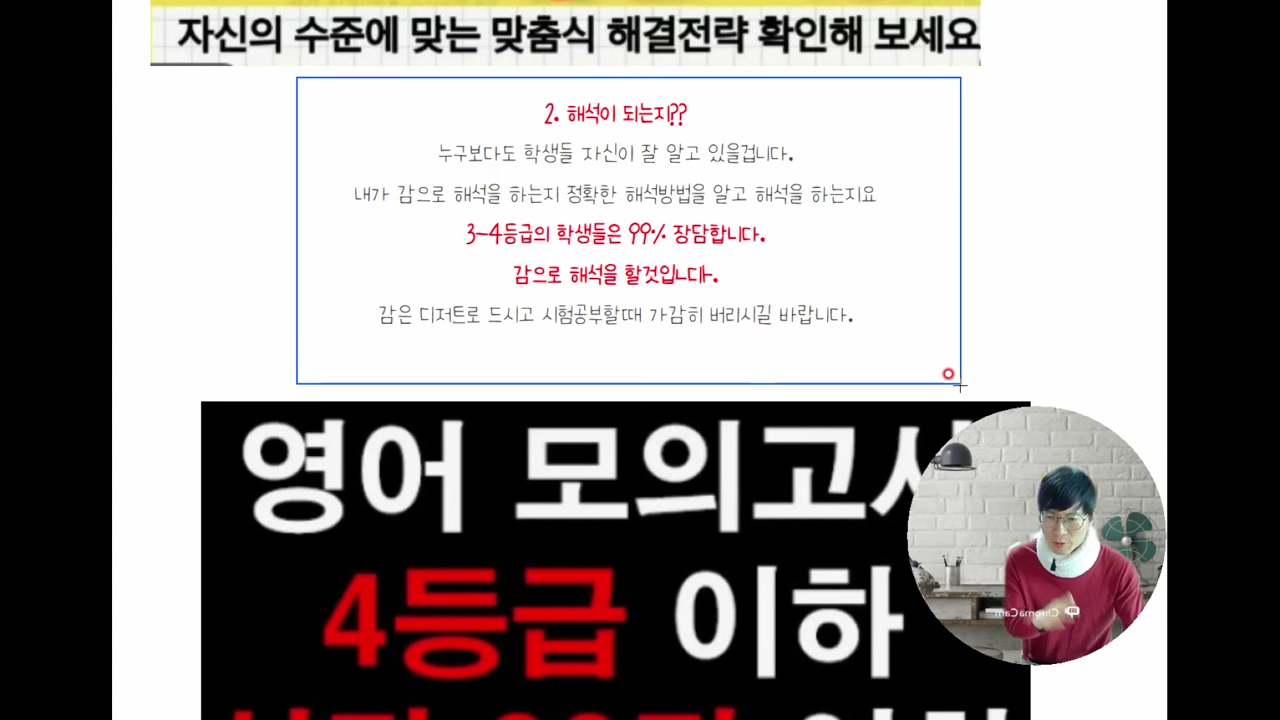 자신의 수준에 맞는 맞춤식 해결전략 확인해 보세요
2. 해석이 되는지??
누구보다도 학생들 자신이 잘 알고 있을겁니다.
내가 감으로 해석을 하는지 정확한 해석방법을 알고 해석을 하는지요
3-4등급의 학생들은 99% 장담합니다.
감으로 해석을 할것입니다.
감은 디저트로 드시고 시험공부할때 가감히 버리시길 바랍니다.
영어 모의고사
4등급 이하
ChromaCam